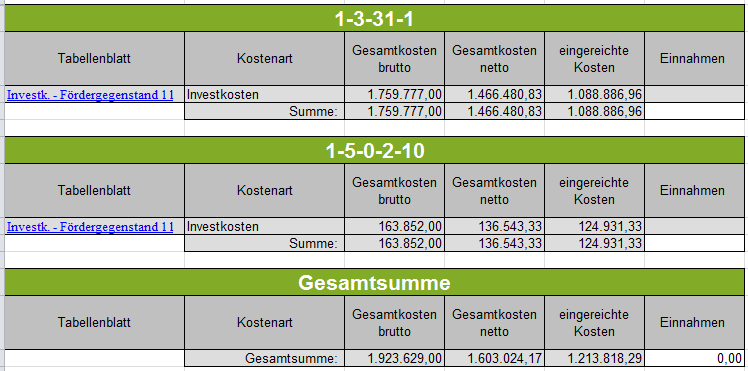 1-3-31-1
Tabellenblatt Kostenart Gesamtkosten brutto Gesamtkosten netto eingereichte Kosten Einnahmen
Investk. - Fördergegenstand 11 Investkosten 1.759.777,00 1.466.480,83 1.088.886,96
Summe: 1.759.777,00 1.466.480,83 1.088.886,96
1-5-0-2-10
Tabellenblatt Kostenart Gesamtkosten brutto Gesamtkosten netto eingereichte Kosten Einnahmen
Investk. - Fördergegenstand 11 Investkosten 163.852,00 136.543,33 124.931,33
Summe: 163.852,00 136.543,33 124.931,33
Gesamtsumme
Tabellenblatt Kostenart Gesamtkosten brutto Gesamtkosten netto eingereichte Kosten Einnahmen
Gesamtsumme: 1.923.629,00 1.603.024,17 1.213.818,29 0,00